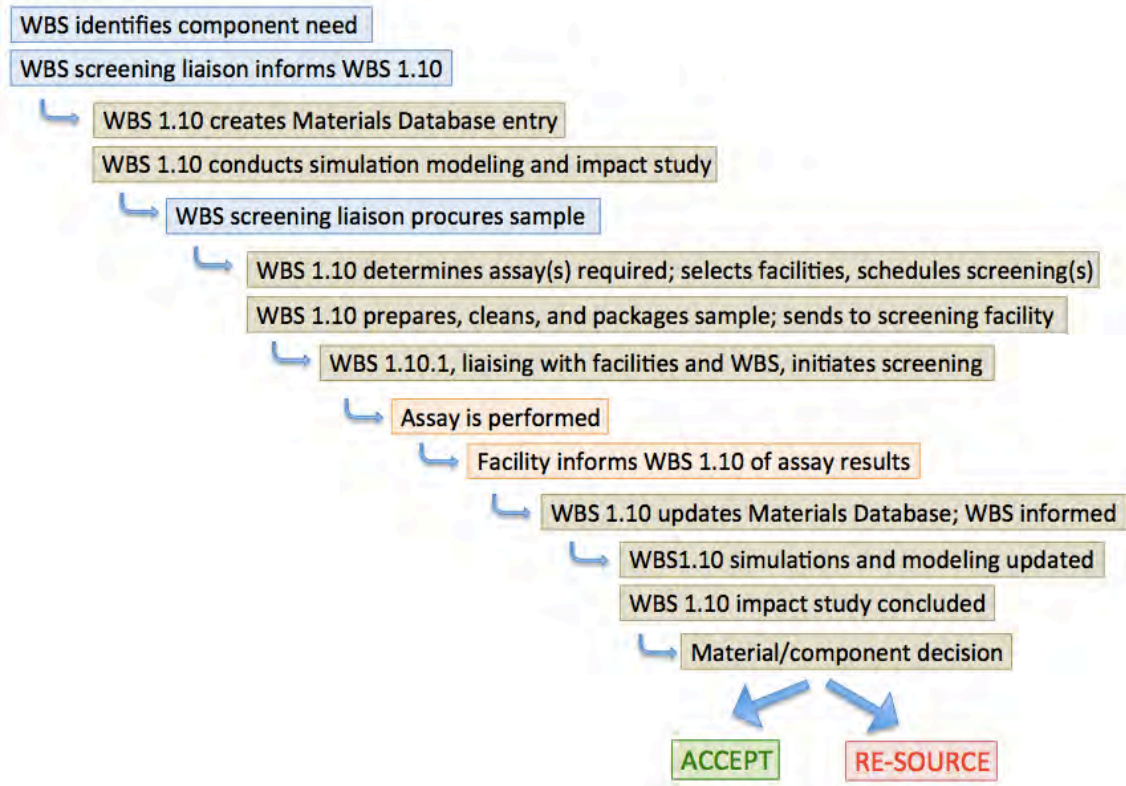 WBS identifies component need
WBS screening liaison informs WBS 1.10
WBS 1.10 creates Materials Database entry
WBS 1.10 conducts simulation modeling and impact study
WBS screening liaison procures sample
WBS 1.10 determines assay(s) required; selects facilities, schedules screening(s)
WBS 1.10 prepares, cleans, and packages sample; sends to screening facility
WBS 1.10.1, liaising with facilities and WBS, initiates screening
Assay is performed
Facility informs WBS 1.10 of assay results
WBS 1.10 updates Materials Database; WBS informed
WBS1.10 simulations and modeling updated
WBS 1.10 impact study concluded
Material/component decision
ACCEPT
RE-SOURCE